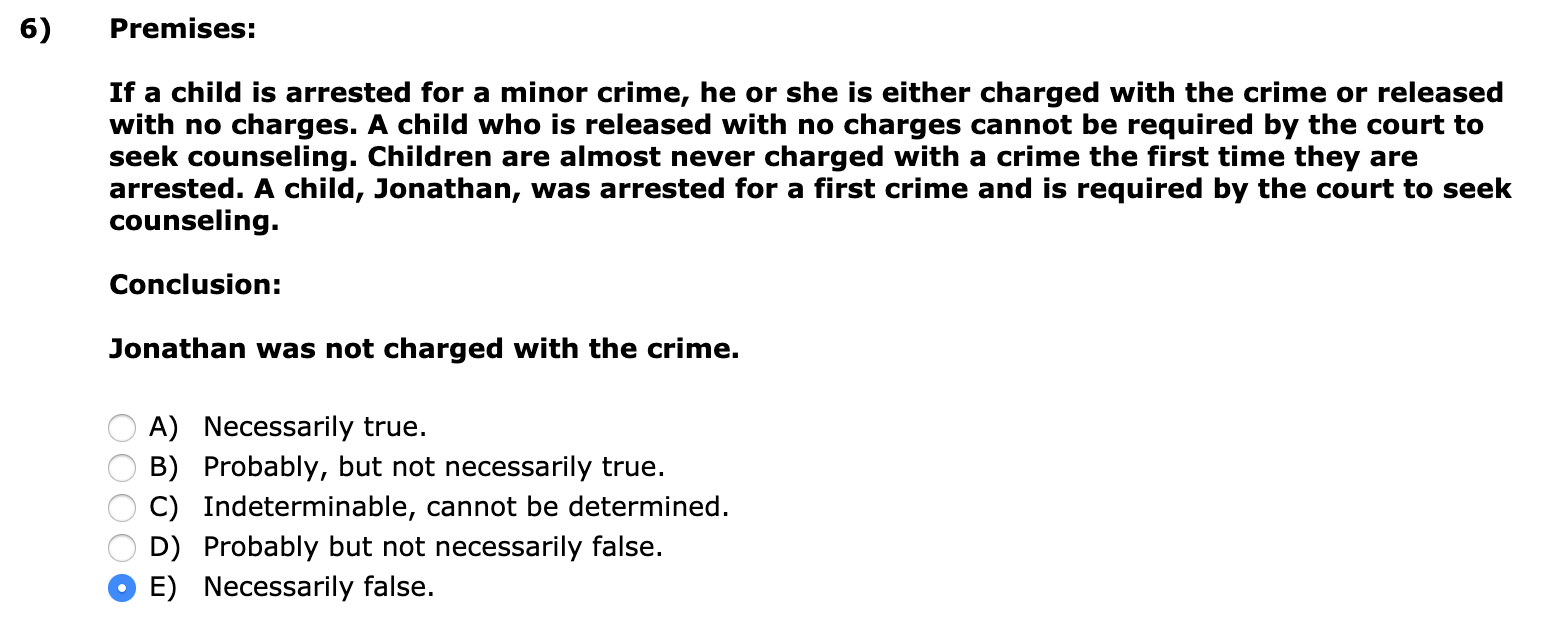 6) Premises:
If a child is arrested for a minor crime, he or she is either charged with the crime or released
with no charges. A child who is released with no charges cannot be required by the court to
seek counseling. Children are almost never charged with a crime the first time they are
arrested. A child, Jonathan, was arrested for a first crime and is required by the court to seek
counseling.
Conclusion:
Jonathan was not charged with the crime.
A) Necessarily true.
B) Probably, but not necessarily true.
C) Indeterminable, cannot be determined.
D) Probably but not necessarily false.
E) Necessarily false.